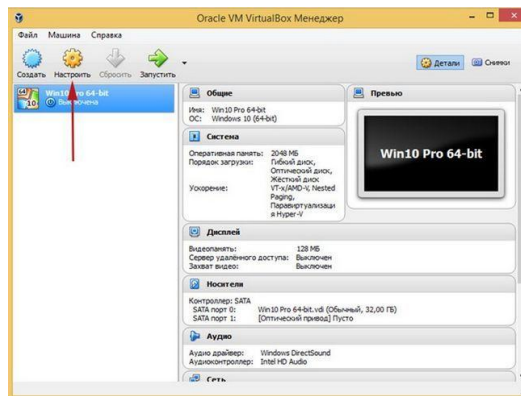 Oracle VM VirtualBox Менеджер
Файл Машина Справка
Создать Настроить Сбросить Запустить
Детали Снимки
Win10 Pro 64-bit
Выключена
Общие
Имя: Win10 Pro 64-bit
ОС: Windows 10 (64-bit)
Превью
Win10 Pro 64-bit
Система
Оперативная память: 2048 МБ
Порядок загрузки: Гибкий диск,
Оптический диск,
Жёсткий диск
Ускорение: VT-x/AMD-V, Nested
Paging,
Паравиртуализаци
я Hyper-V
Дисплей
Видеопамять: 128 МБ
Сервер удалённого доступа: Выключен
Захват видео: Выключен
Носители
Контроллер: SATA
SATA порт 0: Win10 Pro 64-bit.vdi (Обычный, 32,00 ГБ)
SATA порт 1: [Оптический привод] Пусто
Аудио
Аудио драйвер: Windows DirectSound
Аудиоконтроллер: Intel HD Audio
Сеть